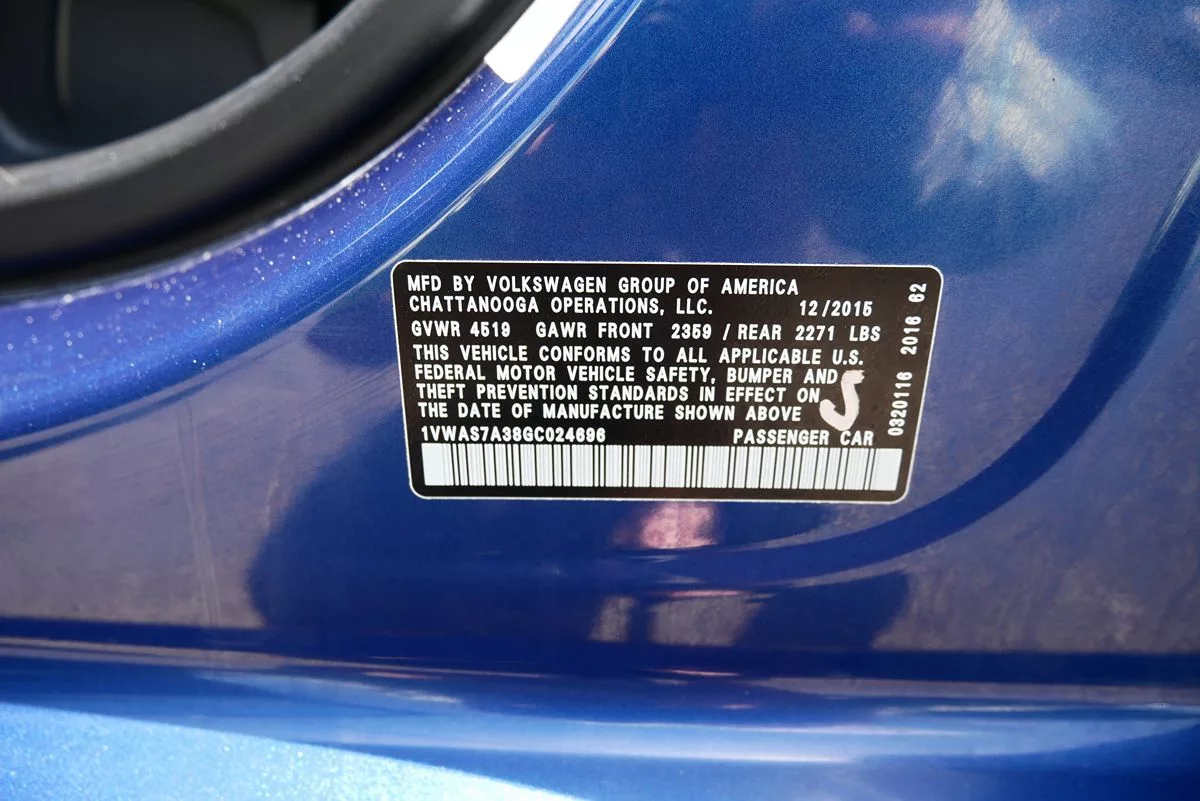 MFD BY VOLKSWAGEN GROUP OF AMERICA
CHATTANOOGA OPERATIONS, LLC. 12/2015
GVWR 4519 GAWR FRONT 2359 / REAR 2271 LBS
THIS VEHICLE CONFORMS TO ALL APPLICABLE U.S.
FEDERAL MOTOR VEHICLE SAFETY, BUMPER AND
THEFT PREVENTION STANDARDS IN EFFECT ON
THE DATE OF MANUFACTURE SHOWN ABOVE
1VWAS7A38GC024696 PASSENGER CAR
0320116 2016 62